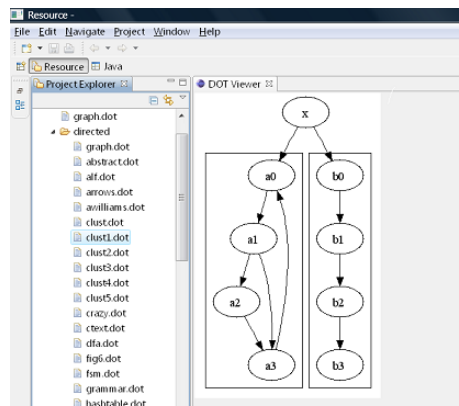 Resource -
File Edit Navigate Project Window Help
Resource Java
Project Explorer
DOT Viewer
graph.dot
directed
graph.dot
abstract.dot
alf.dot
arrows.dot
awilliams.dot
clust.dot
clust1.dot
clust2.dot
clust3.dot
clust4.dot
clust5.dot
crazy.dot
ctext.dot
dfa.dot
fig6.dot
fsm.dot
grammar.dot
hashtable.dot
x
a0 b0
a1 b1
a2 b2
a3 b3